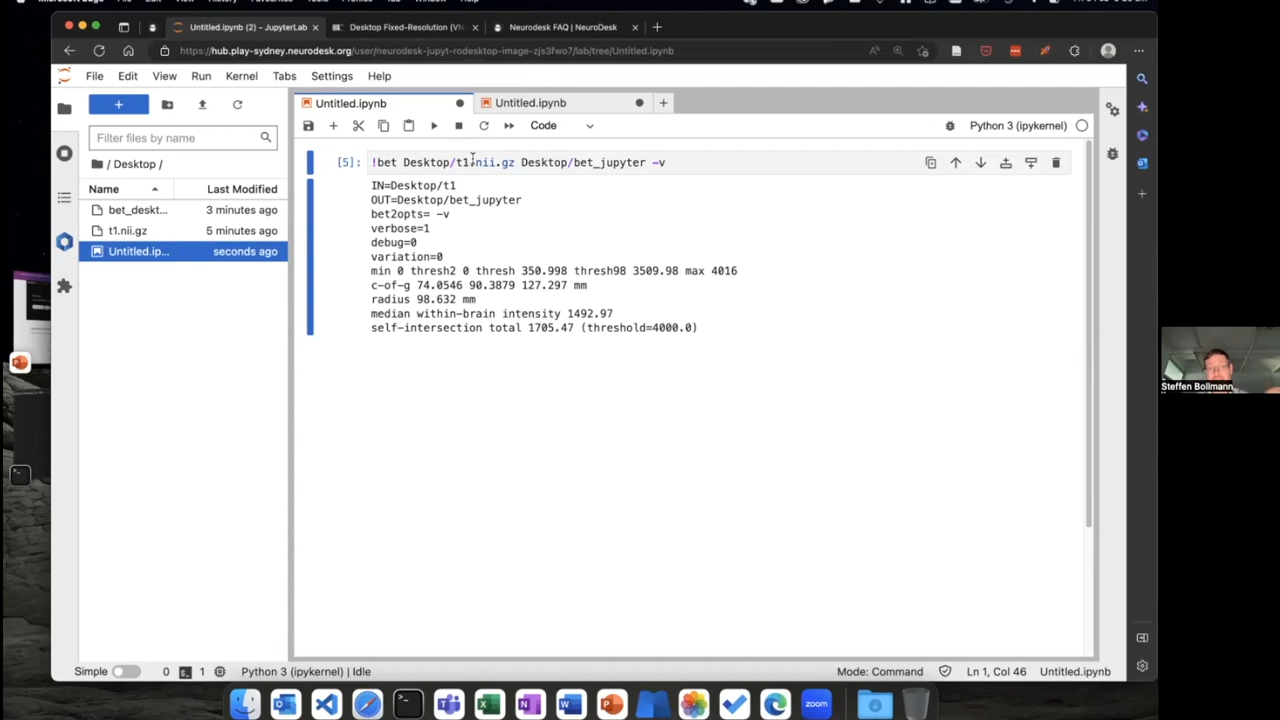 Untitled.ipynb (2) - JupyterLab
Desktop Fixed-Resolution (VN
Neurodesk FAQ | NeuroDesk
https://hub.play-sydney.neurodesk.org/user/neurodesk-jupyt-rodesktop-image-zjs3fwo7/lab/tree/Untitled.ipynb
File Edit View Run Kernel Tabs Settings Help
Untitled.ipynb
Untitled.ipynb
Code
Python 3 (ipykernel)
Filter files by name
/ Desktop /
Name Last Modified
bet_deskt... 3 minutes ago
t1.nii.gz 5 minutes ago
Untitled.ip... seconds ago
[5]: !bet Desktop/t1.nii.gz Desktop/bet_jupyter -v
IN=Desktop/t1
OUT=Desktop/bet_jupyter
bet2opts= -v
verbose=1
debug=0
variation=0
min 0 thresh2 0 thresh 350.998 thresh98 3509.98 max 4016
c-of-g 74.0546 90.3879 127.297 mm
radius 98.632 mm
median within-brain intensity 1492.97
self-intersection total 1705.47 (threshold=4000.0)
Steffen Bollmann
Simple 0 1 Python 3 (ipykernel) | Idle
Mode: Command Ln 1, Col 46 Untitled.ipynb
zoom